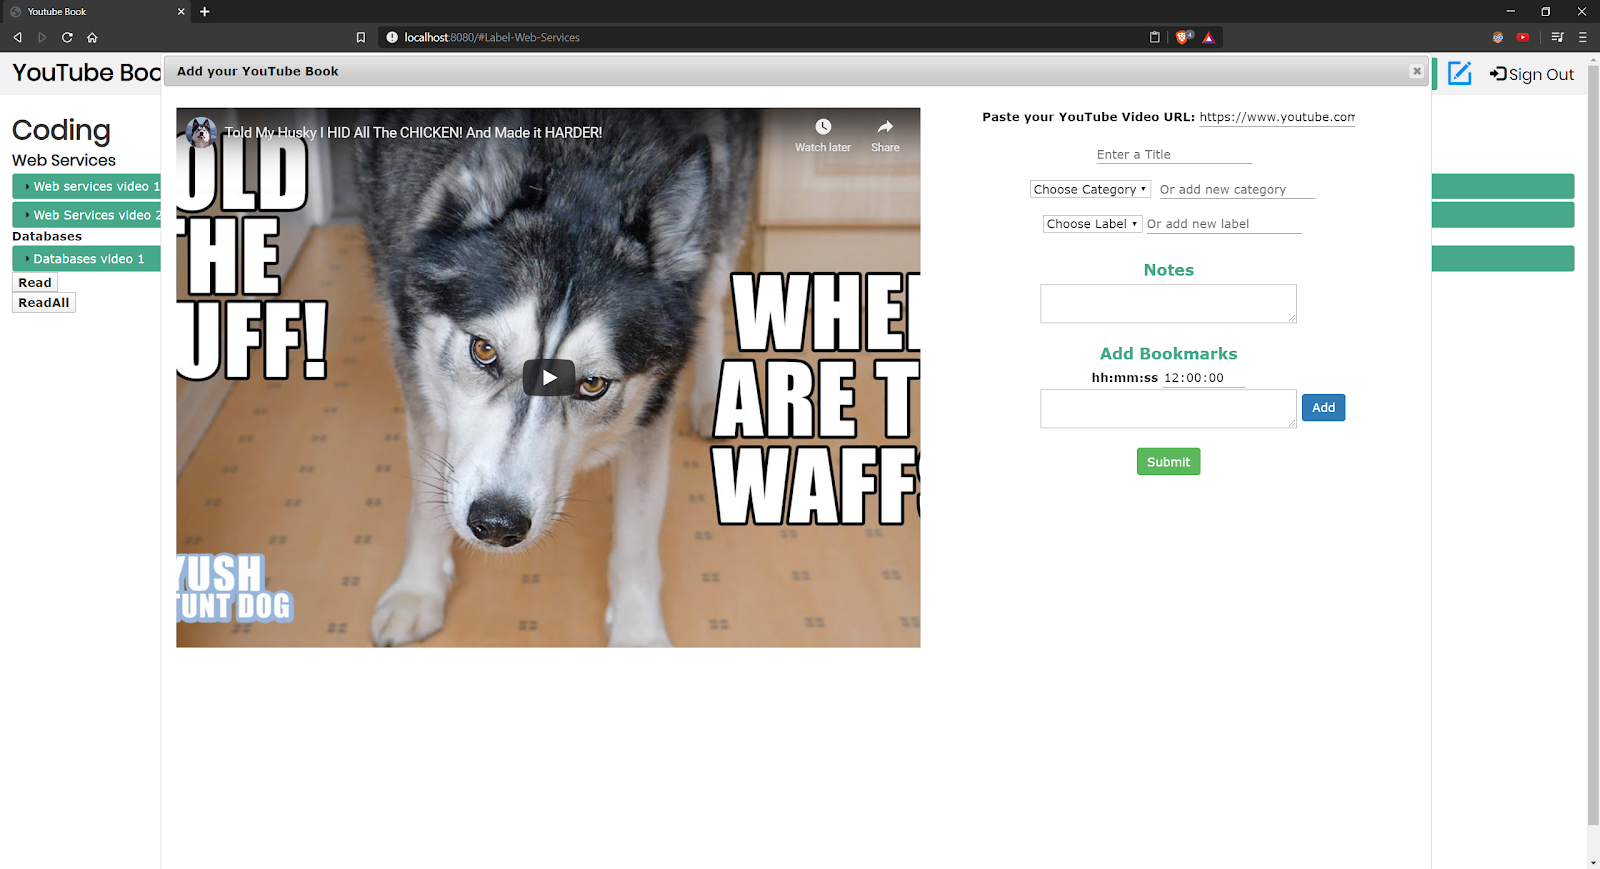 Youtube Book
localhost:8080/#Label-Web-Services
4
YouTube Boo
Sign Out
Coding
Web Services
Web services video 1
Web Services video 2
Databases
Databases video 1
Read
ReadAll
Add your YouTube Book
Told My Husky I HID All The CHICKEN! And Made it HARDER!
Watch later
Share
OLD
THE
UFF!
WHE
ARE T
WAFF
YUSH
TUNT DOG
Paste your YouTube Video URL: https://www.youtube.com
Enter a Title
Choose Category Or add new category
Choose Label Or add new label
Notes
Add Bookmarks
hh:mm:ss 12:00:00
Add
Submit